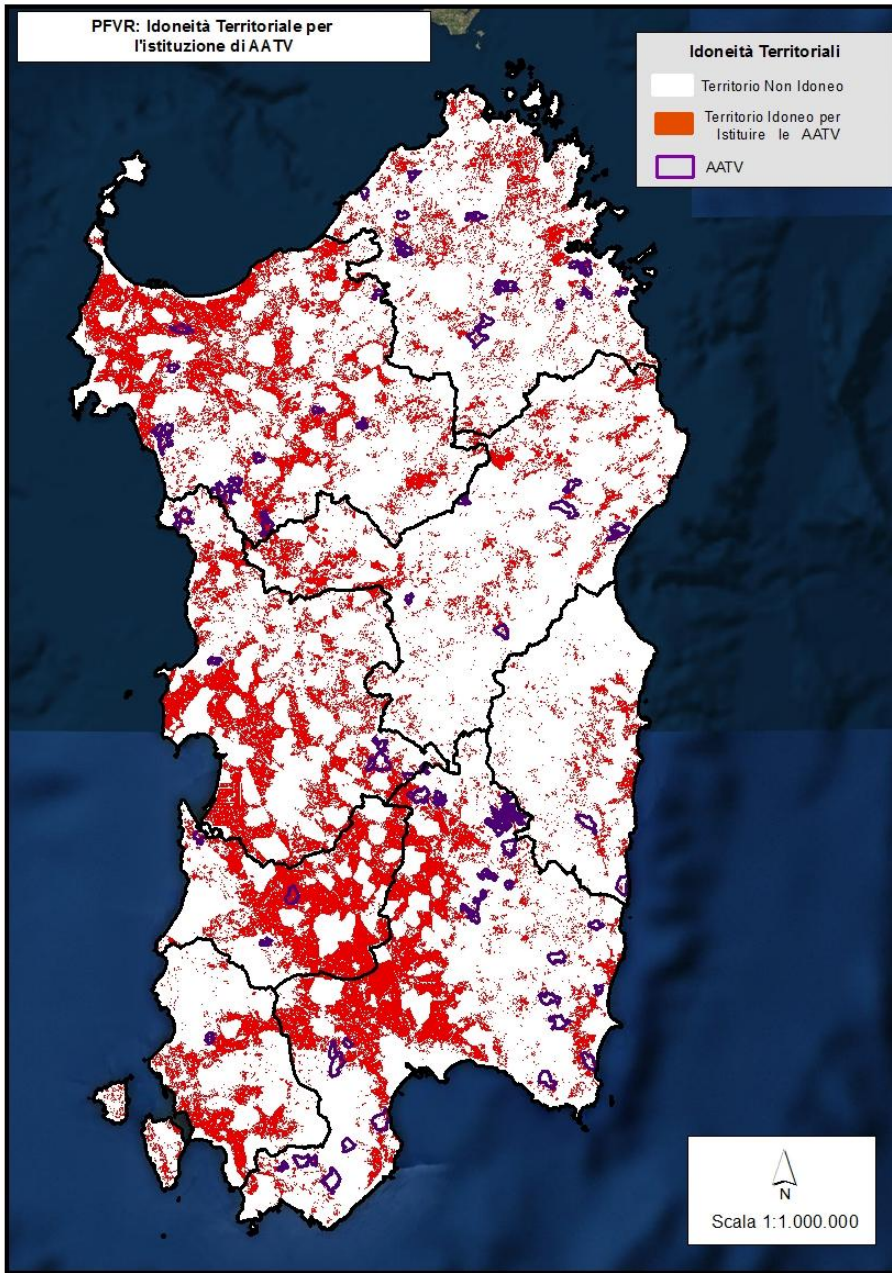 PFVR: Idoneità Territoriale per
l'istituzione di AATV
Idoneità Territoriali
Territorio Non Idoneo
Territorio Idoneo per
Istituire le AATV
AATV
N
Scala 1:1.000.000